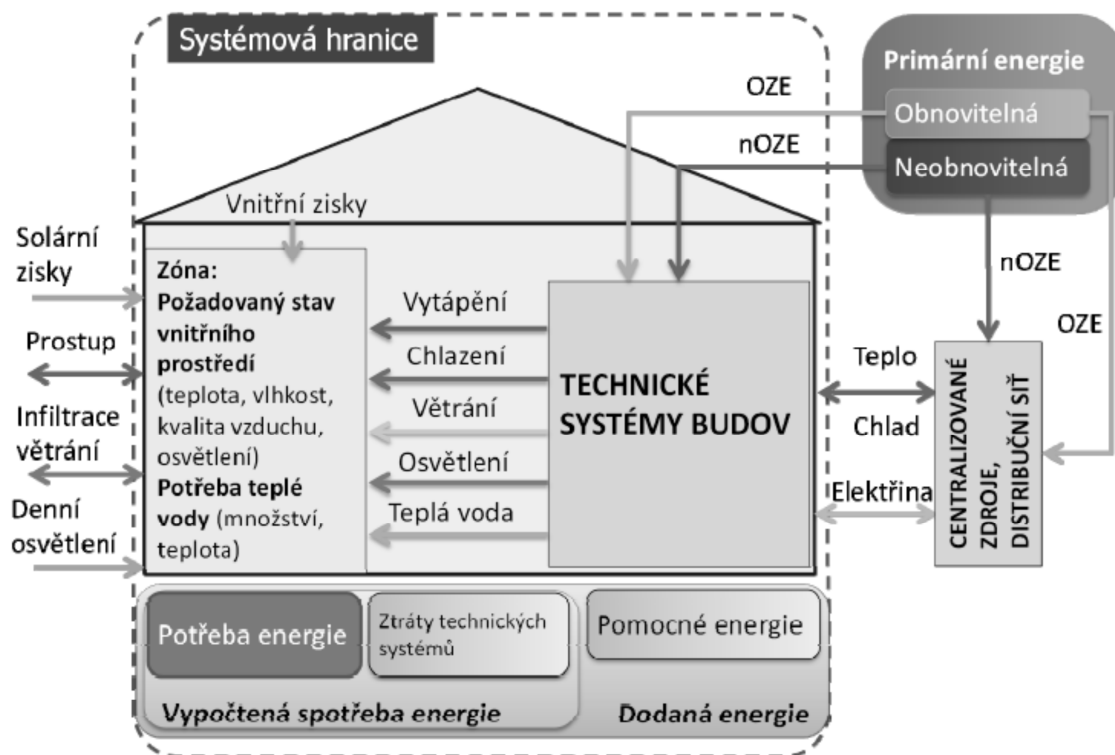 Systémová hranice
Primární energie
Obnovitelná
Neobnovitelná
OZE
nOZE
Vnitřní zisky
Solární
zisky
Prostup
Infiltrace
větrání
Denní
osvětlení
Zóna:
Požadovaný stav
vnitřního
prostředí
(teplota, vlhkost,
kvalita vzduchu,
osvětlení)
Potřeba teplé
vody (množství,
teplota)
Vytápění
Chlazení
Větrání
Osvětlení
Teplá voda
TECHNICKÉ
SYSTÉMY BUDOV
nOZE
OZE
Teplo
Chlad
Elektřina
CENTRALIZOVANÉ
ZDROJE,
DISTRIBUČNÍ SIŤ
Potřeba energie
Ztráty technických
systémů
Pomocné energie
Vypočtená spotřeba energie
Dodaná energie